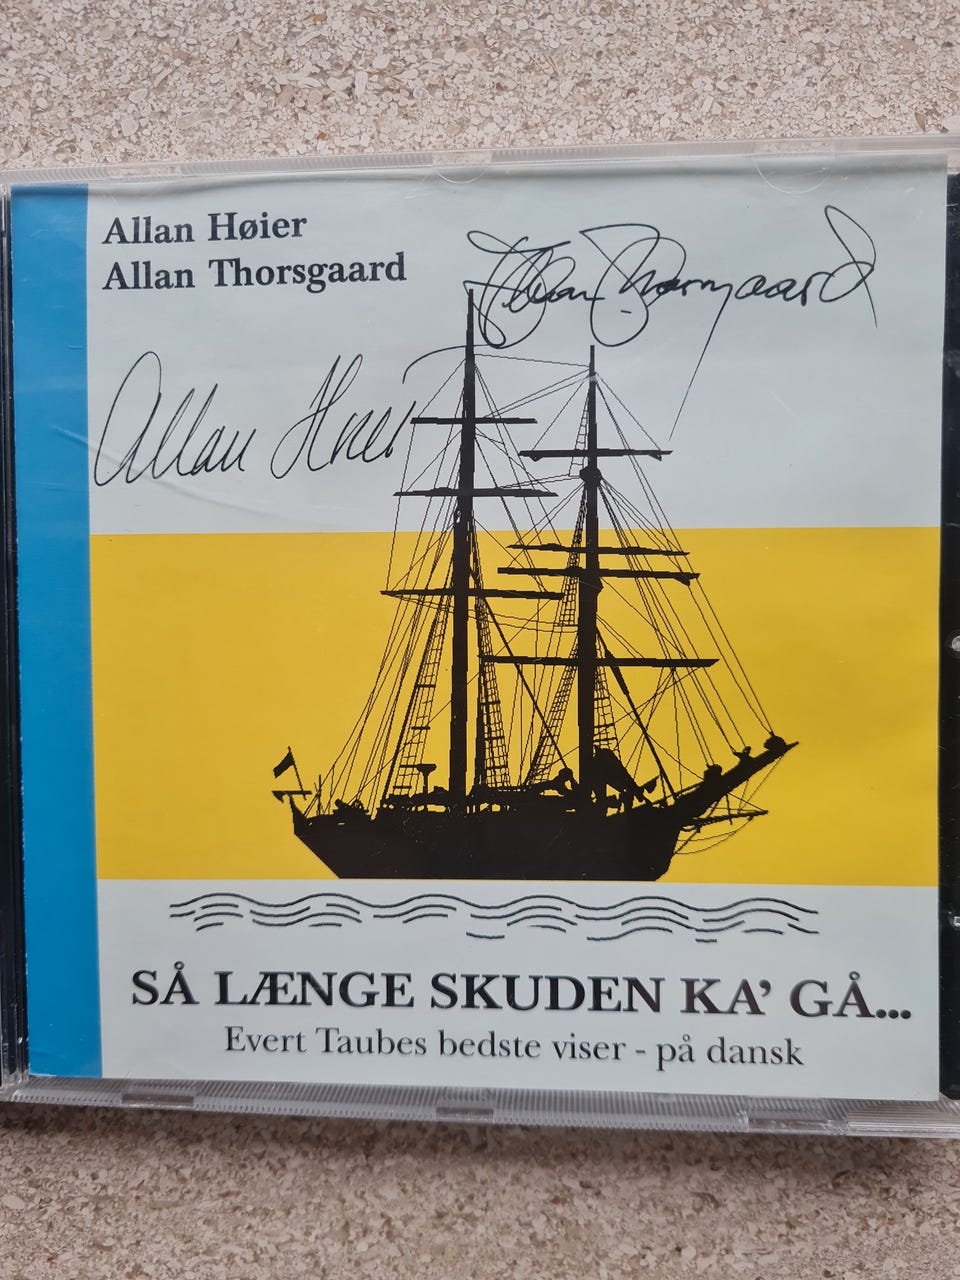 Allan Høier
Allan Thorsgaard
Allan Thorsgaard
Allan Høier
SÅ LÆNGE SKUDEN KA' GÅ...
Evert Taubes bedste viser - på dansk